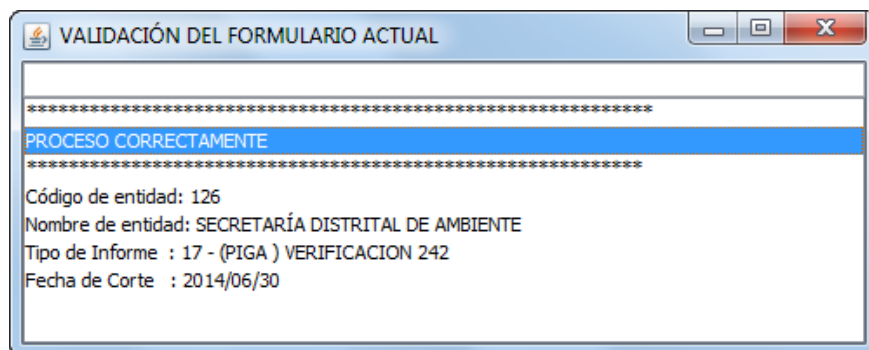 VALIDACIÓN DEL FORMULARIO ACTUAL
************************************************************
PROCESO CORRECTAMENTE
***********************************************************
Código de entidad: 126
Nombre de entidad: SECRETARÍA DISTRITAL DE AMBIENTE
Tipo de Informe : 17 - (PIGA ) VERIFICACION 242
Fecha de Corte : 2014/06/30